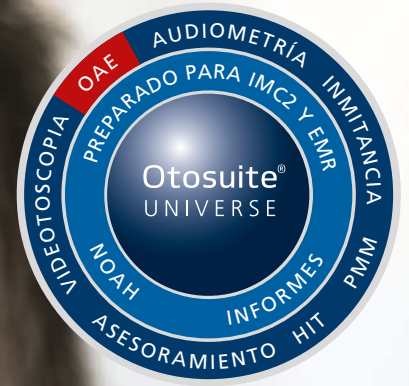 OAE
AUDIOMETRÍA
INMITANCIA
PMM
HIT
ASESORAMIENTO
VIDEOTOSCOPIA
PREPARADO PARA IMC2 Y EMR
INFORMES
NOAH
Otosuite®
UNIVERSE